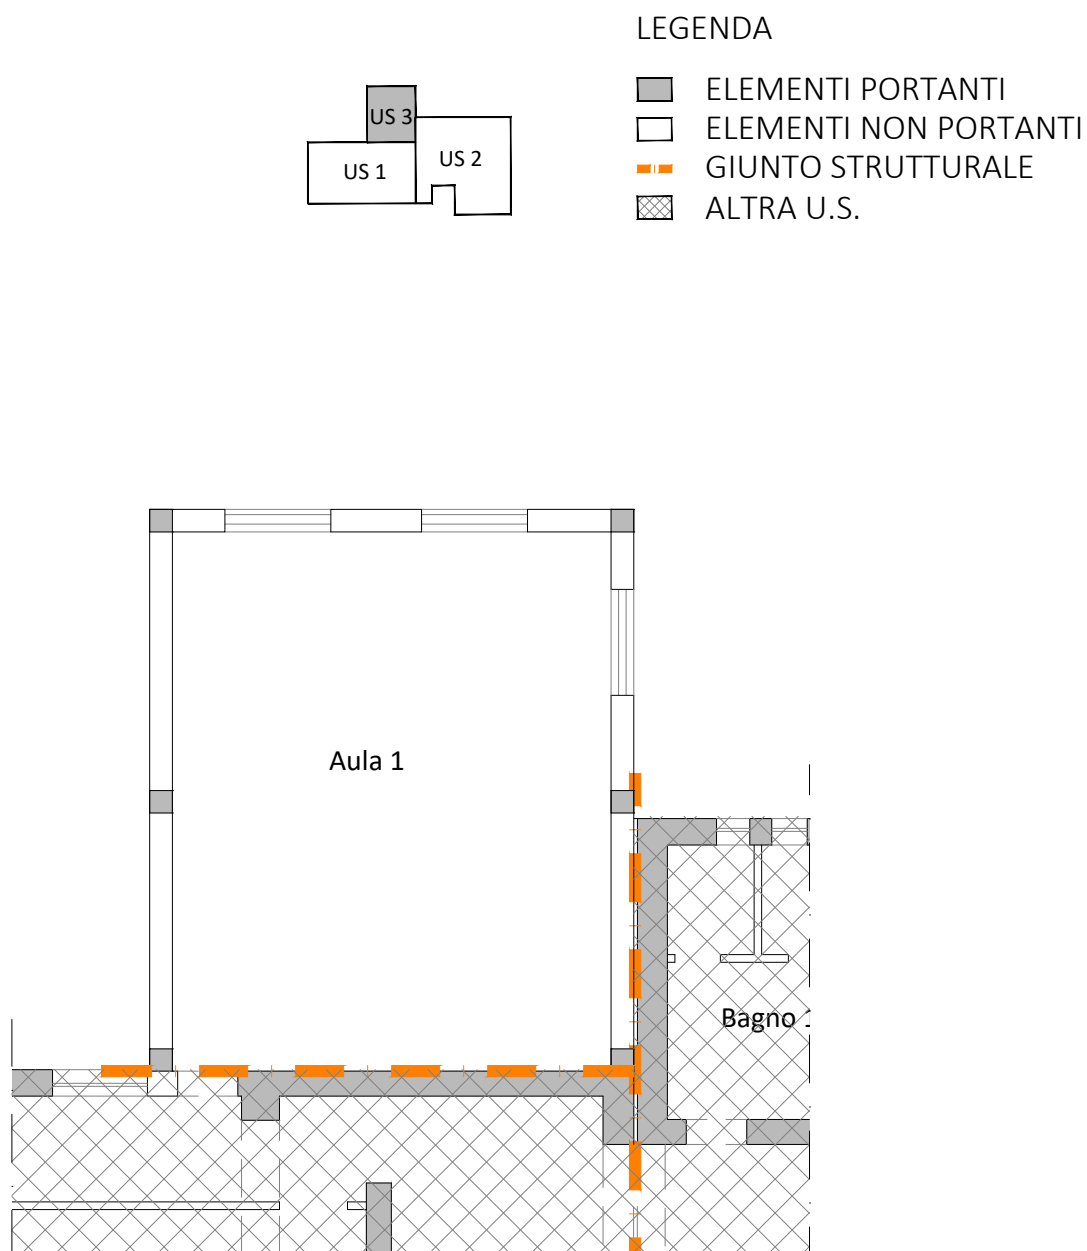 LEGENDA
ELEMENTI PORTANTI
ELEMENTI NON PORTANTI
GIUNTO STRUTTURALE
ALTRA U.S.
US 3
US 1
US 2
Aula 1
Bagno